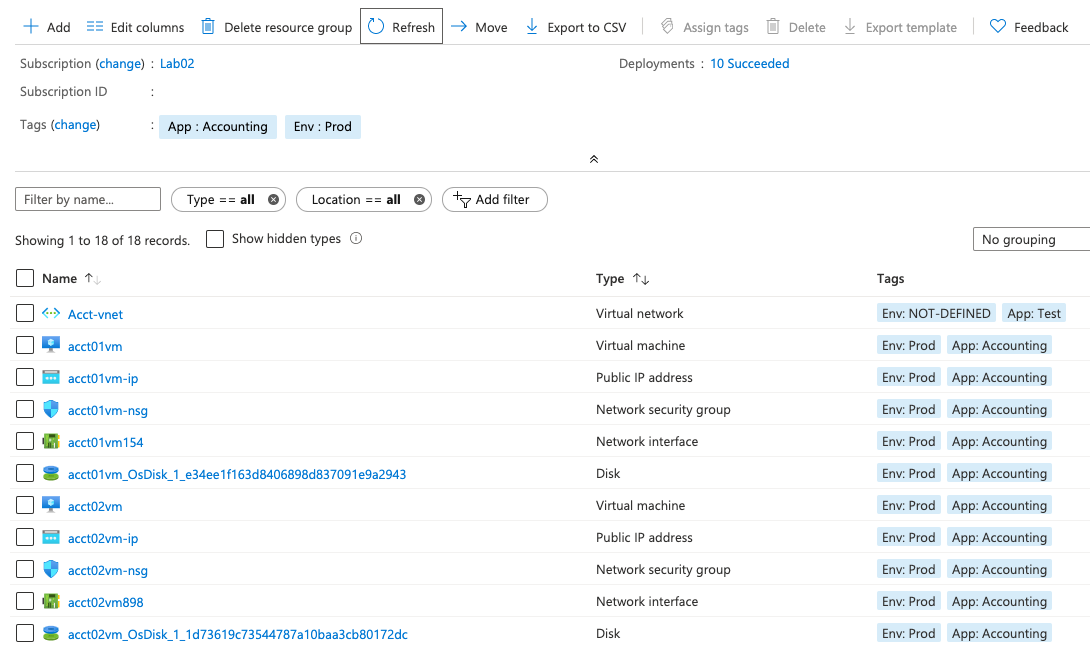 Add Edit columns Delete resource group Refresh Move Export to CSV Assign tags Delete Export template Feedback
Subscription (change) : Lab02 Deployments : 10 Succeeded
Subscription ID :
Tags (change) : App : Accounting Env : Prod
Filter by name... Type == all Location == all Add filter
Showing 1 to 18 of 18 records. Show hidden types No grouping
Name Type Tags
Acct-vnet Virtual network Env: NOT-DEFINED App: Test
acct01vm Virtual machine Env: Prod App: Accounting
acct01vm-ip Public IP address Env: Prod App: Accounting
acct01vm-nsg Network security group Env: Prod App: Accounting
acct01vm154 Network interface Env: Prod App: Accounting
acct01vm_OsDisk_1_e34ee1f163d8406898d837091e9a2943 Disk Env: Prod App: Accounting
acct02vm Virtual machine Env: Prod App: Accounting
acct02vm-ip Public IP address Env: Prod App: Accounting
acct02vm-nsg Network security group Env: Prod App: Accounting
acct02vm898 Network interface Env: Prod App: Accounting
acct02vm_OsDisk_1_1d73619c73544787a10baa3cb80172dc Disk Env: Prod App: Accounting